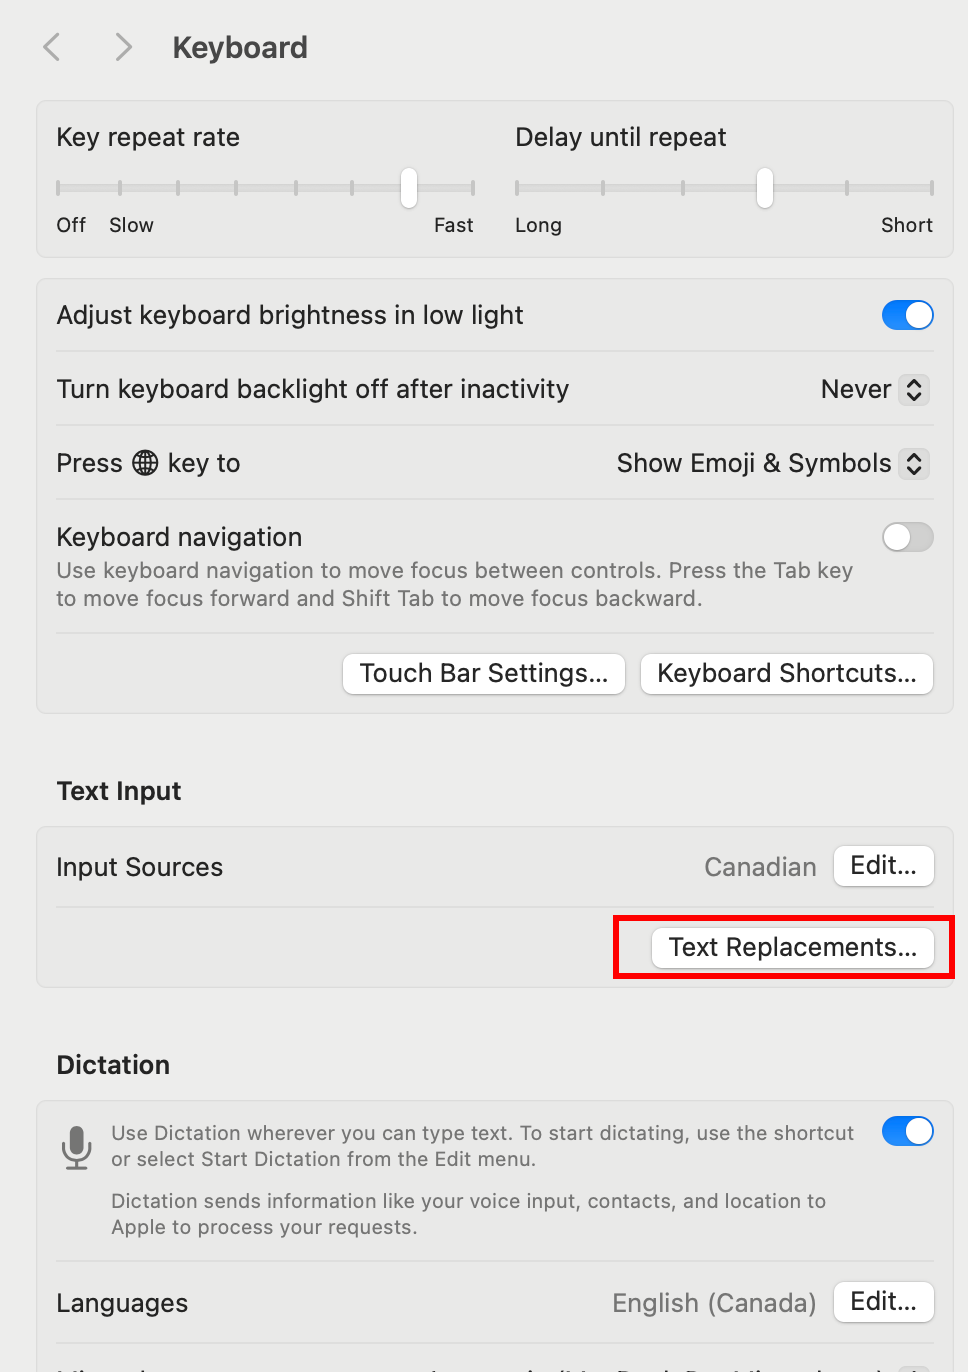 Keyboard
Key repeat rate
Delay until repeat
Off Slow Fast
Long Short
Adjust keyboard brightness in low light
Turn keyboard backlight off after inactivity Never
Press key to Show Emoji & Symbols
Keyboard navigation
Use keyboard navigation to move focus between controls. Press the Tab key
to move focus forward and Shift Tab to move focus backward.
Touch Bar Settings... Keyboard Shortcuts...
Text Input
Input Sources Canadian Edit...
Text Replacements...
Dictation
Use Dictation wherever you can type text. To start dictating, use the shortcut
or select Start Dictation from the Edit menu.
Dictation sends information like your voice input, contacts, and location to
Apple to process your requests.
Languages English (Canada) Edit...